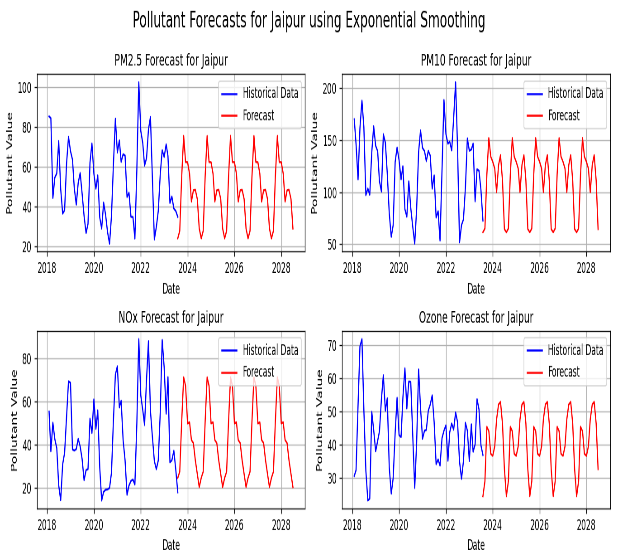 Pollutant Forecasts for Jaipur using Exponential Smoothing
PM2.5 Forecast for Jaipur
Pollutant Value
100
80
60
40
20
2018 2020 2022 2024 2026 2028
Date
Historical Data
Forecast
PM10 Forecast for Jaipur
Pollutant Value
200
150
100
50
2018 2020 2022 2024 2026 2028
Date
Historical Data
Forecast
NOx Forecast for Jaipur
Pollutant Value
80
60
40
20
2018 2020 2022 2024 2026 2028
Date
Historical Data
Forecast
Ozone Forecast for Jaipur
Pollutant Value
70
60
50
40
30
2018 2020 2022 2024 2026 2028
Date
Historical Data
Forecast